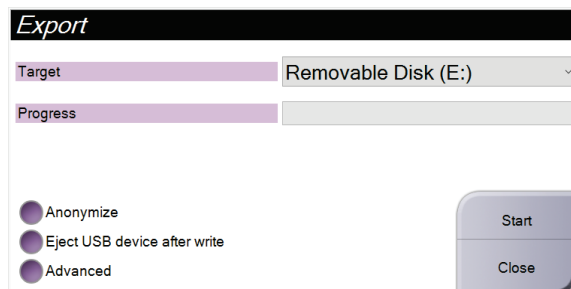 Export
Target
Removable Disk (E:)
Progress
Anonymize
Eject USB device after write
Advanced
Start
Close